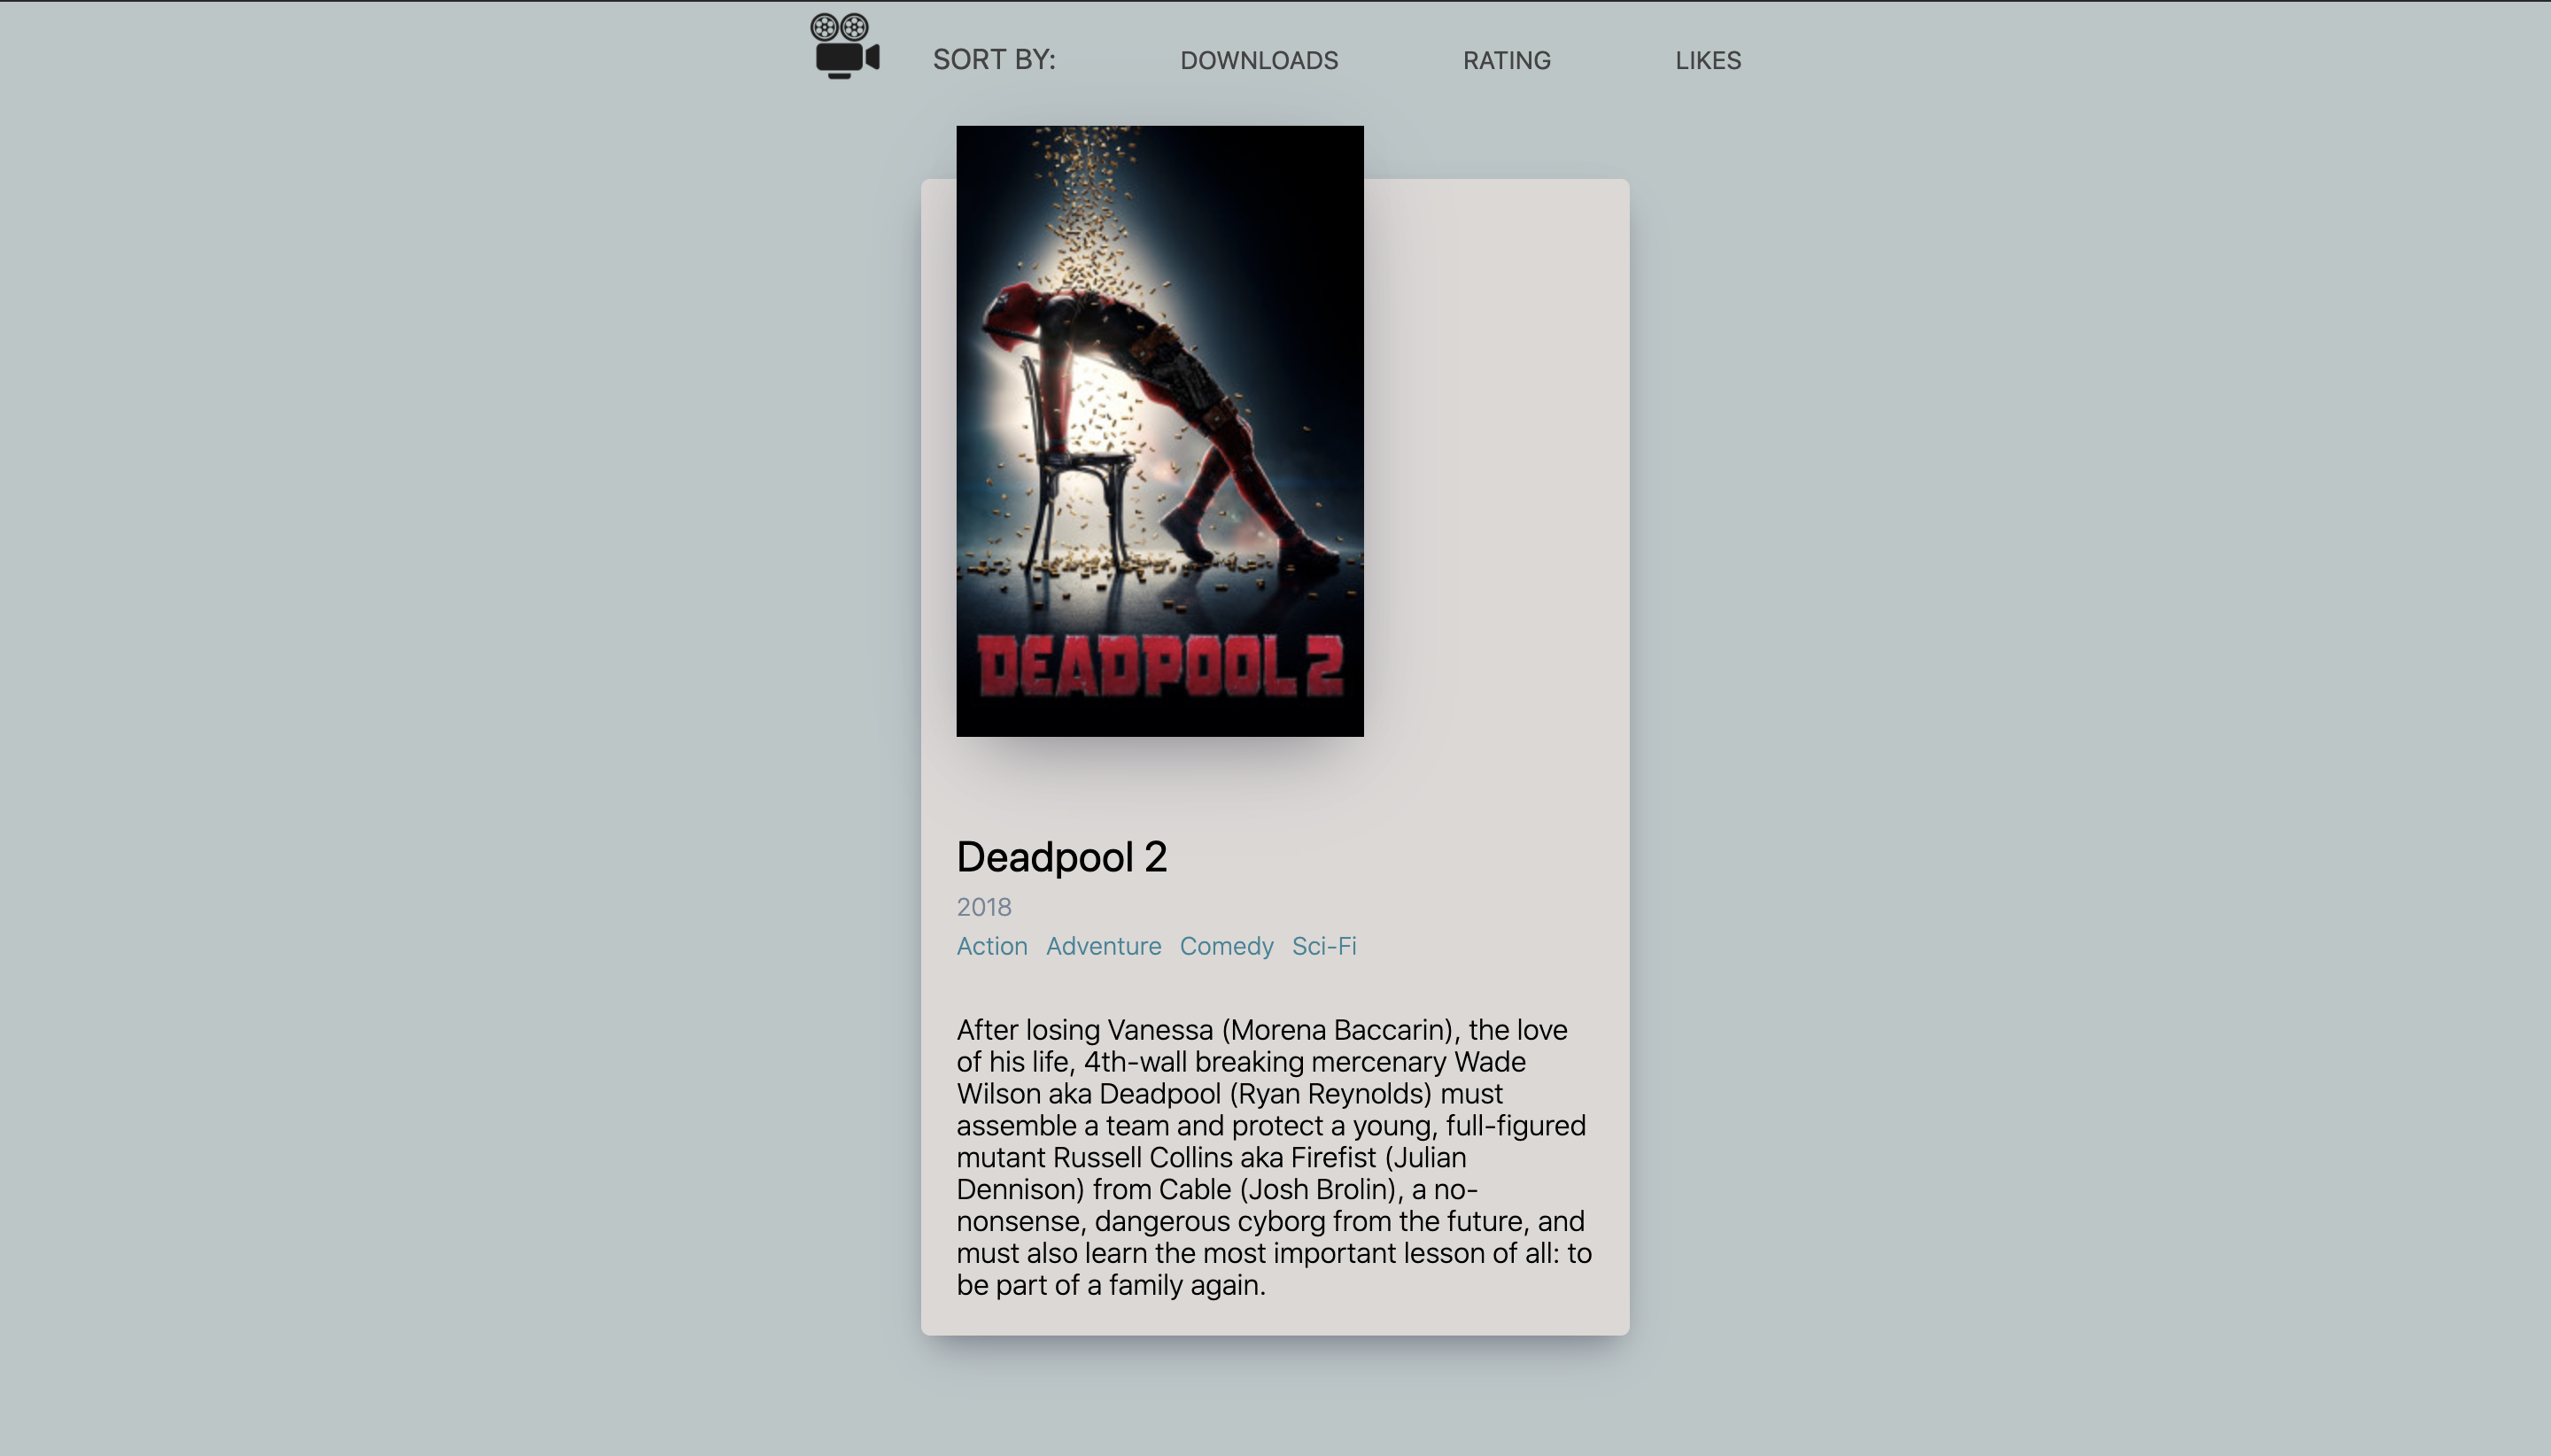 SORT BY: DOWNLOADS RATING LIKES
DEADPOOL 2
Deadpool 2
2018
Action Adventure Comedy Sci-Fi
After losing Vanessa (Morena Baccarin), the love
of his life, 4th-wall breaking mercenary Wade
Wilson aka Deadpool (Ryan Reynolds) must
assemble a team and protect a young, full-figured
mutant Russell Collins aka Firefist (Julian
Dennison) from Cable (Josh Brolin), a no-
nonsense, dangerous cyborg from the future, and
must also learn the most important lesson of all: to
be part of a family again.